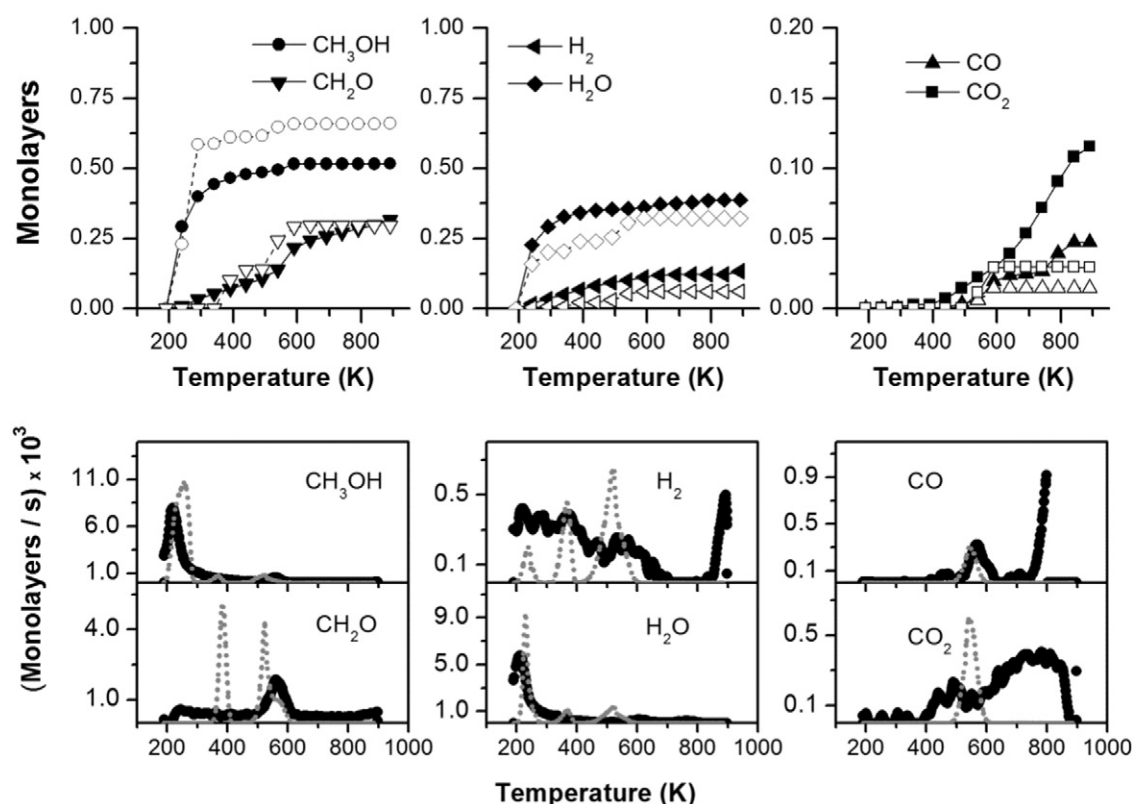 1.00
0.75
0.50
0.25
0.00
CH₃OH
CH₂O
200 400 600 800
Temperature (K)
Monolayers
1.00
0.75
0.50
0.25
0.00
H₂
H₂O
200 400 600 800
Temperature (K)
0.20
0.15
0.10
0.05
0.00
CO
CO₂
200 400 600 800
Temperature (K)
(Monolayers / s) x 10³
11.0
6.0
1.0
CH₃OH
4.0
1.0
CH₂O
200 400 600 800 1000
0.5
0.1
H₂
9.0
5.0
1.0
H₂O
200 400 600 800 1000
0.9
0.5
0.1
CO
0.5
0.1
CO₂
200 400 600 800 1000
Temperature (K)